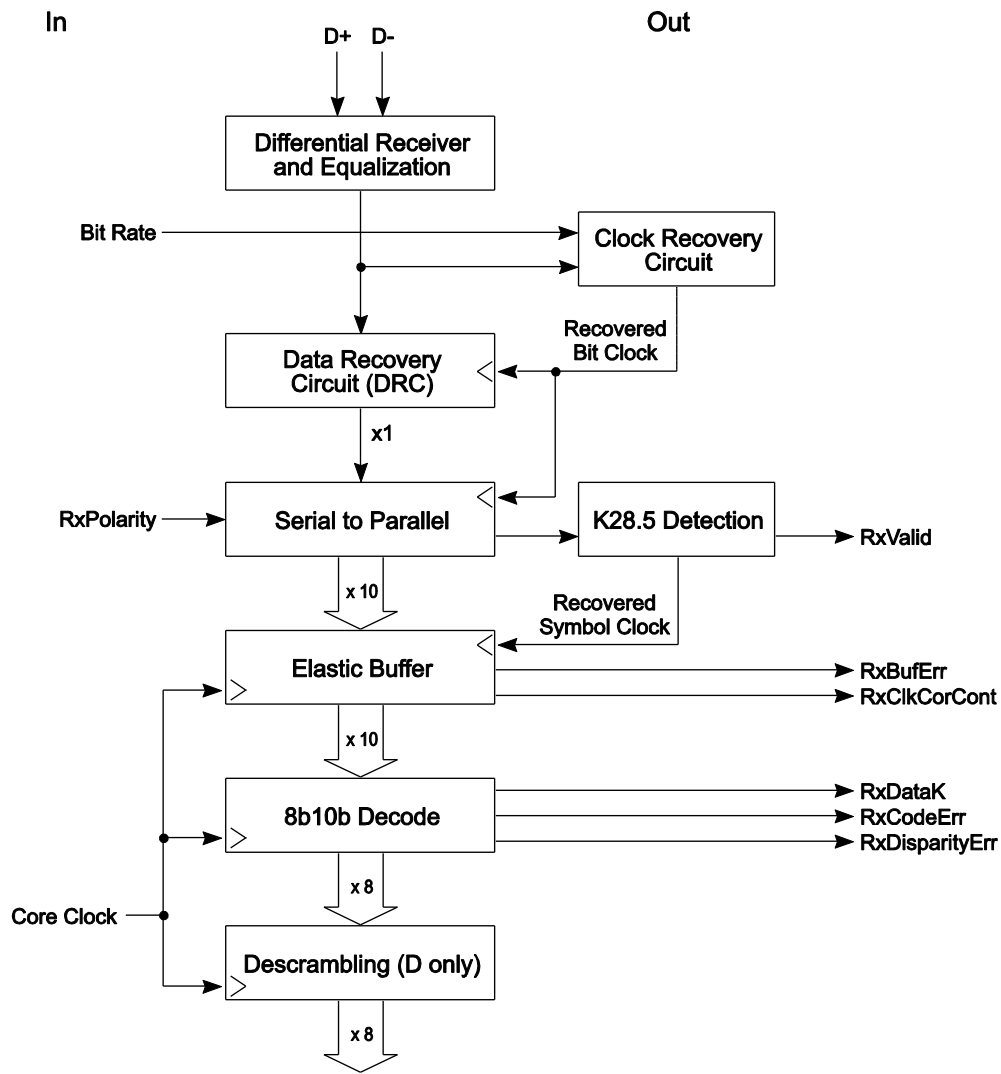 In
Out
D+ D-
Differential Receiver
and Equalization
Bit Rate
Clock Recovery
Circuit
Recovered
Bit Clock
Data Recovery
Circuit (DRC)
x1
RxPolarity
Serial to Parallel
K28.5 Detection
RxValid
x 10
Recovered
Symbol Clock
Elastic Buffer
RxBufErr
RxClkCorCont
x 10
8b10b Decode
RxDataK
RxCodeErr
RxDisparityErr
x 8
Core Clock
Descrambling (D only)
x 8